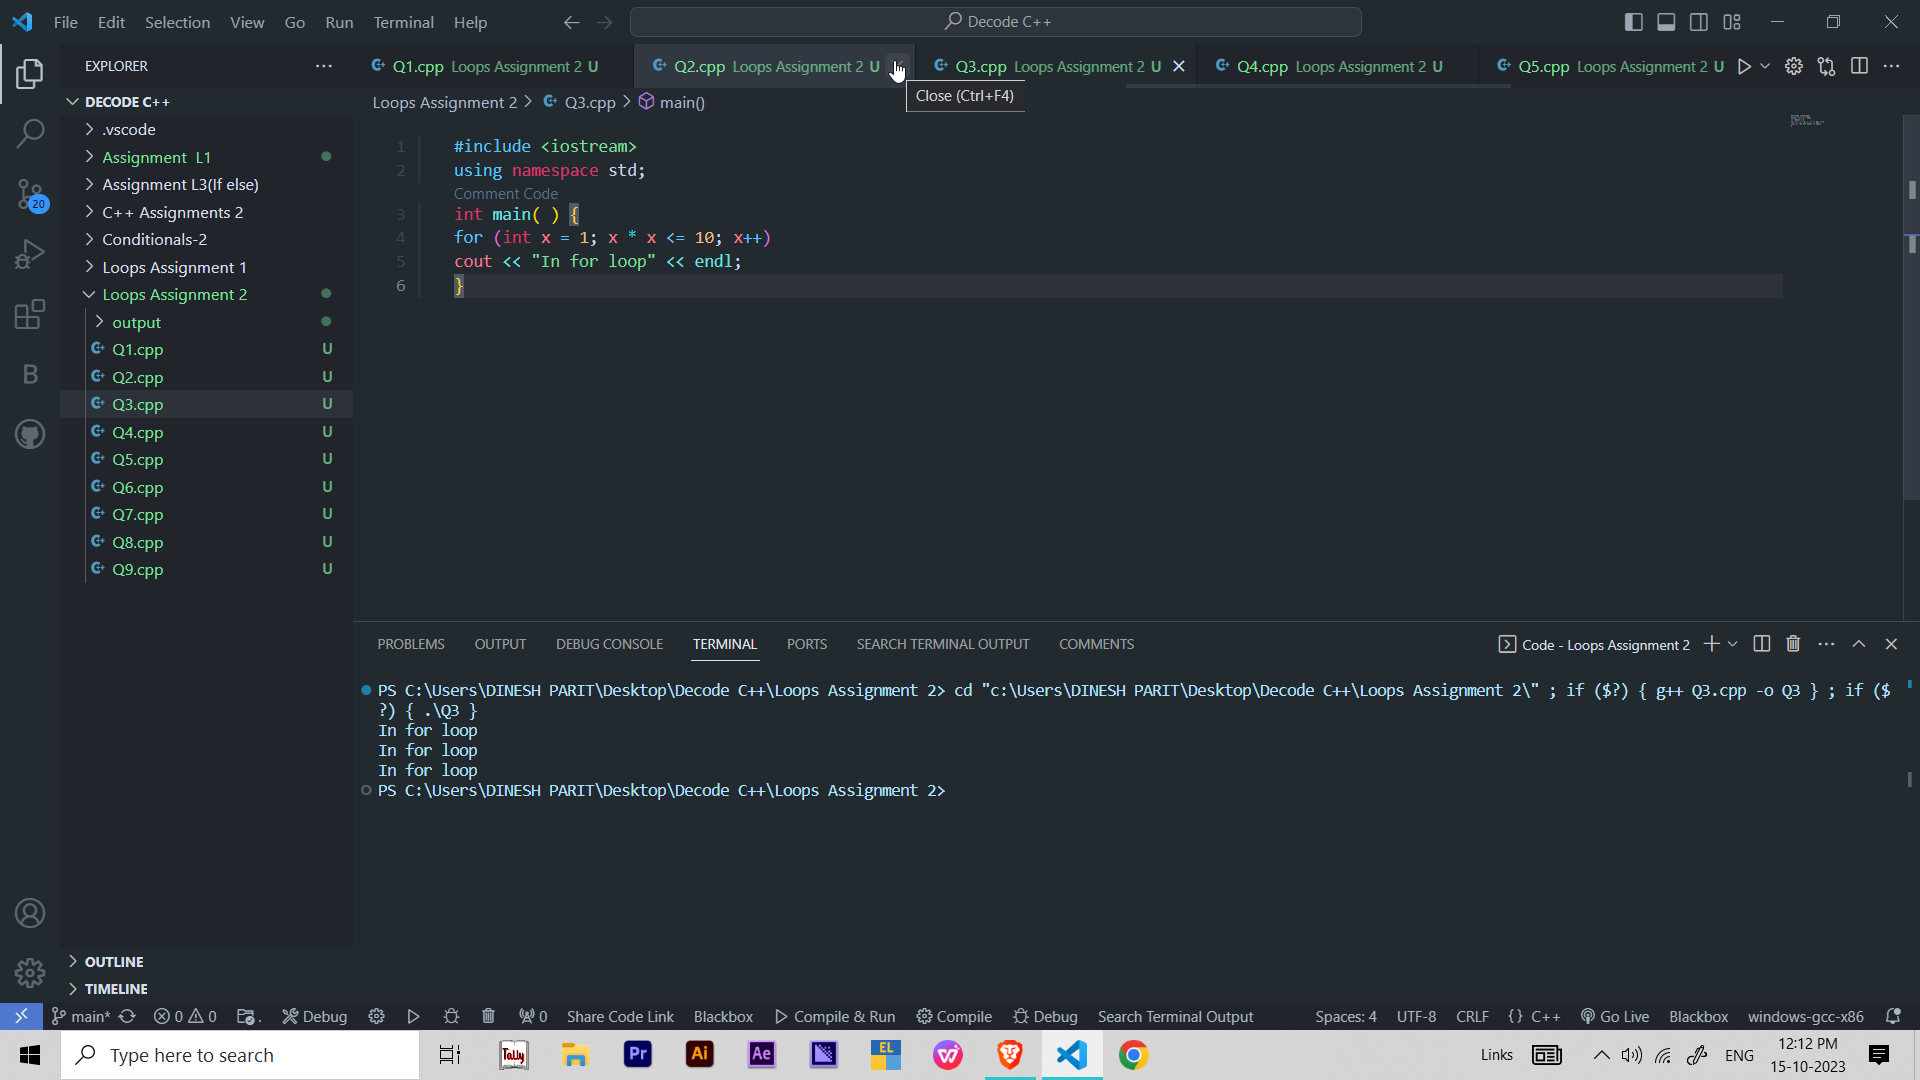 File Edit Selection View Go Run Terminal Help
Decode C++
EXPLORER
Q1.cpp Loops Assignment 2 U
Q2.cpp Loops Assignment 2 U
Q3.cpp Loops Assignment 2 U
Q4.cpp Loops Assignment 2 U
Q5.cpp Loops Assignment 2 U
Close (Ctrl+F4)
DECODE C++
.vscode
Assignment L1
Assignment L3(If else)
C++ Assignments 2
Conditionals-2
Loops Assignment 1
Loops Assignment 2
output
Q1.cpp U
Q2.cpp U
Q3.cpp U
Q4.cpp U
Q5.cpp U
Q6.cpp U
Q7.cpp U
Q8.cpp U
Q9.cpp U
OUTLINE
TIMELINE
20
B
Loops Assignment 2 > Q3.cpp > main()
1 #include <iostream>
2 using namespace std;
Comment Code
3 int main( ) {
4 for (int x = 1; x * x <= 10; x++)
5 cout << "In for loop" << endl;
6 }
PROBLEMS OUTPUT DEBUG CONSOLE TERMINAL PORTS SEARCH TERMINAL OUTPUT COMMENTS
Code - Loops Assignment 2
PS C:\Users\DINESH PARIT\Desktop\Decode C++\Loops Assignment 2> cd "c:\Users\DINESH PARIT\Desktop\Decode C++\Loops Assignment 2\" ; if ($?) { g++ Q3.cpp -o Q3 } ; if ($
?) { .\Q3 }
In for loop
In for loop
In for loop
PS C:\Users\DINESH PARIT\Desktop\Decode C++\Loops Assignment 2>
main* 0 0 . Debug 0 Share Code Link Blackbox Compile & Run Compile Debug Search Terminal Output Spaces: 4 UTF-8 CRLF {} C++ Go Live Blackbox windows-gcc-x86
Type here to search
Tally Pr Ai Ae EL
Links ENG
12:12 PM
15-10-2023